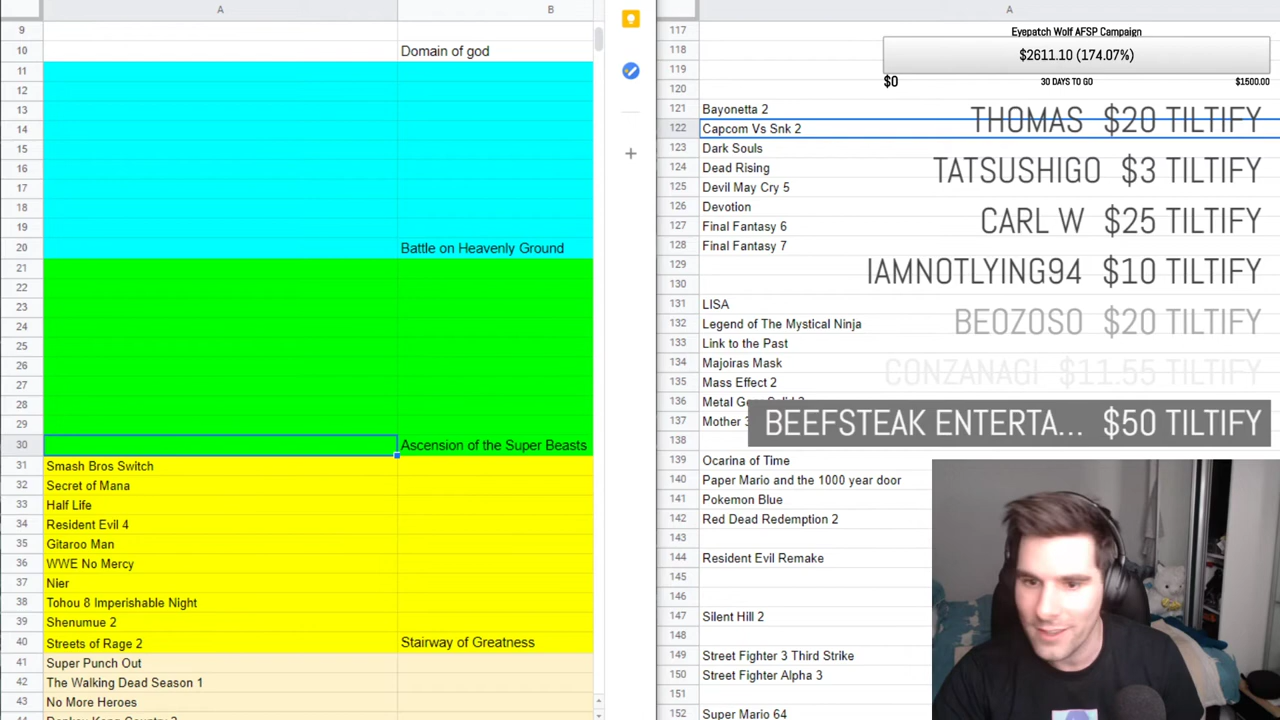 A
B
9
10 Domain of god
11
12
13
14
15
16
17
18
19
20 Battle on Heavenly Ground
21
22
23
24
25
26
27
28
29
30 Ascension of the Super Beasts
31 Smash Bros Switch
32 Secret of Mana
33 Half Life
34 Resident Evil 4
35 Gitaroo Man
36 WWE No Mercy
37 Nier
38 Tohou 8 Imperishable Night
39 Shenumue 2
40 Streets of Rage 2 Stairway of Greatness
41 Super Punch Out
42 The Walking Dead Season 1
43 No More Heroes
A
117
118
119
120
121 Bayonetta 2
122 Capcom Vs Snk 2
123 Dark Souls
124 Dead Rising
125 Devil May Cry 5
126 Devotion
127 Final Fantasy 6
128 Final Fantasy 7
129
130
131 LISA
132 Legend of The Mystical Ninja
133 Link to the Past
134 Majoiras Mask
135 Mass Effect 2
136 Metal
137 Mother
138
139 Ocarina of Time
140 Paper Mario and the 1000 year door
141 Pokemon Blue
142 Red Dead Redemption 2
143
144 Resident Evil Remake
145
146
147 Silent Hill 2
148
149 Street Fighter 3 Third Strike
150 Street Fighter Alpha 3
151
152 Super Mario 64
Eyepatch Wolf AFSP Campaign
$2611.10 (174.07%)
$0 30 DAYS TO GO $1500.00
THOMAS $20 TILTIFY
TATSUSHIGO $3 TILTIFY
CARL W $25 TILTIFY
IAMNOTLYING94 $10 TILTIFY
BEOZOSO $20 TILTIFY
CONZANAGI $11.55 TILTIFY
BEEFSTEAK ENTERTA... $50 TILTIFY